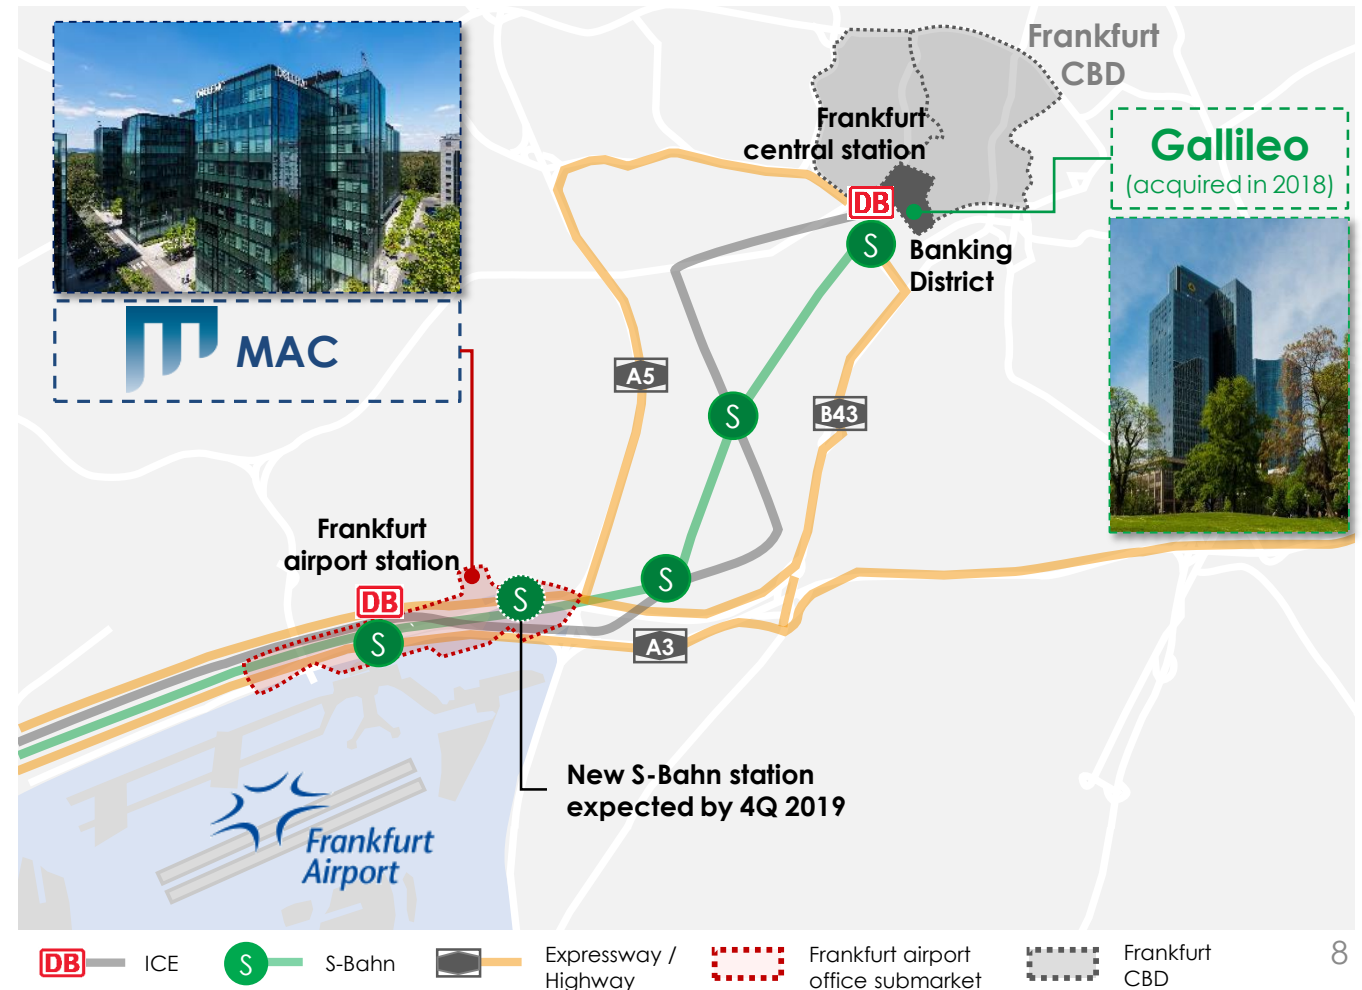 Frankfurt
CBD
Frankfurt
central station
Gallileo
(acquired in 2018)
DB
S
Banking
District
MAC
A5
S
B43
Frankfurt
airport station
S
S
DB
S
A3
New S-Bahn station
expected by 4Q 2019
Frankfurt
Airport
DB
ICE
S
S-Bahn
Expressway /
Highway
Frankfurt airport
office submarket
Frankfurt
CBD
8